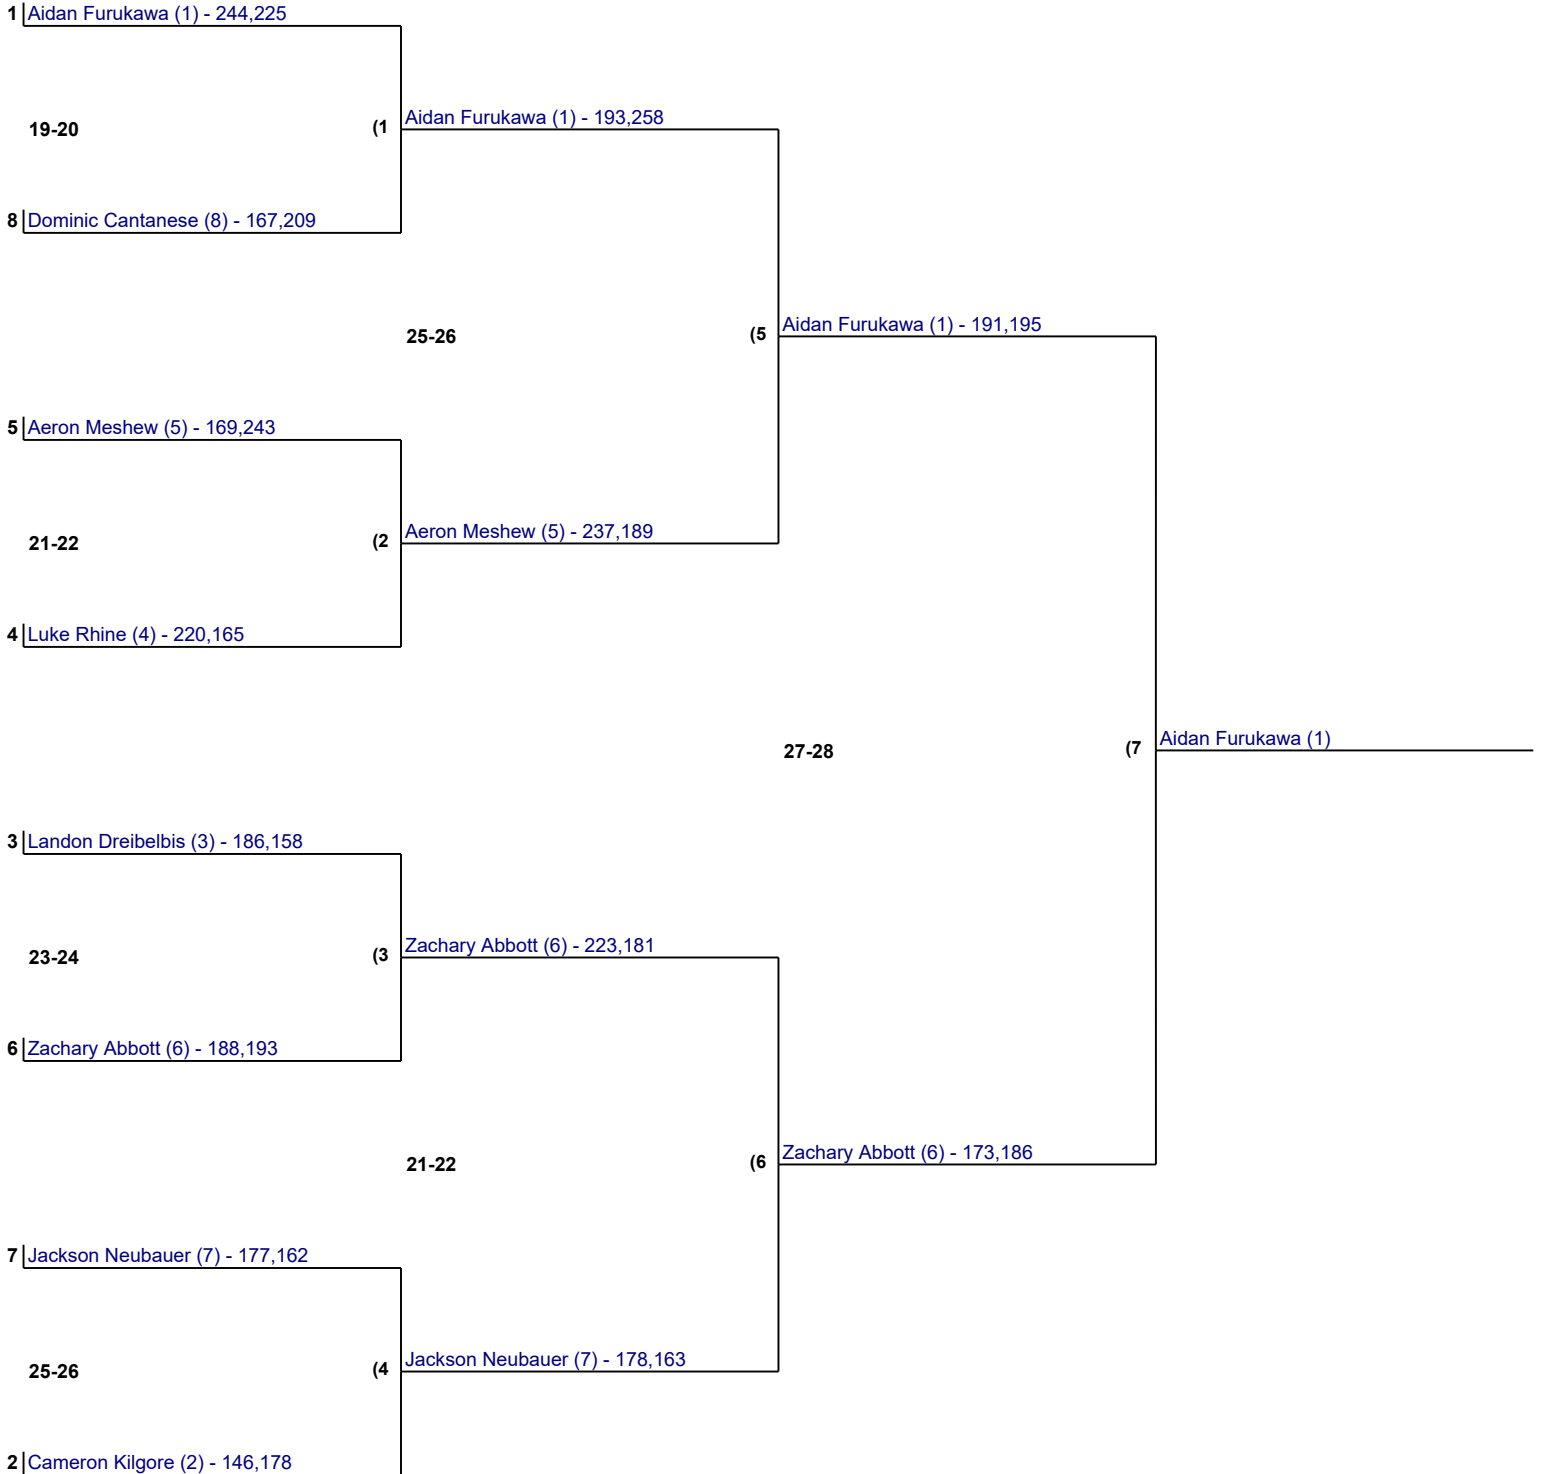 1 Aidan Furukawa (1) - 244,225
Aidan Furukawa (1) - 193,258
19-20 (1
8 Dominic Cantanese (8) - 167,209
Aidan Furukawa (1) - 191,195
25-26 (5
5 Aeron Meshew (5) - 169,243
Aeron Meshew (5) - 237,189
21-22 (2
4 Luke Rhine (4) - 220,165
Aidan Furukawa (1)
27-28 (7
3 Landon Dreibelbis (3) - 186,158
Zachary Abbott (6) - 223,181
23-24 (3
6 Zachary Abbott (6) - 188,193
Zachary Abbott (6) - 173,186
21-22 (6
7 Jackson Neubauer (7) - 177,162
Jackson Neubauer (7) - 178,163
25-26 (4
2 Cameron Kilgore (2) - 146,178